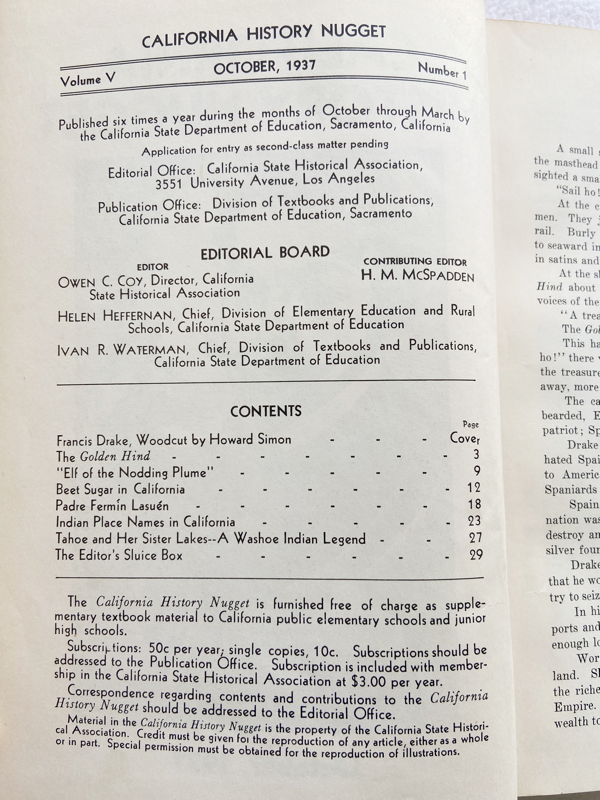 CALIFORNIA HISTORY NUGGET
Volume V OCTOBER, 1937 Number 1
Published six times a year during the months of October through March by
the California State Department of Education, Sacramento, California
Application for entry as second-class matter pending
Editorial Office: California State Historical Association,
3551 University Avenue, Los Angeles
Publication Office: Division of Textbooks and Publications,
California State Department of Education, Sacramento
EDITORIAL BOARD
EDITOR CONTRIBUTING EDITOR
OWEN C. COY, Director, California H. M. MCSPADDEN
State Historical Association
HELEN HEFFERNAN, Chief, Division of Elementary Education and Rural
Schools, California State Department of Education
IVAN R. WATERMAN, Chief, Division of Textbooks and Publications,
California State Department of Education
CONTENTS
Page
Francis Drake, Woodcut by Howard Simon - - - Cover
The Golden Hind - - - - - - - - 3
"Elf of the Nodding Plume" - - - - - - 9
Beet Sugar in California - - - - - - - 12
Padre Fermín Lasuén - - - - - - - 18
Indian Place Names in California - - - - - 23
Tahoe and Her Sister Lakes--A Washoe Indian Legend - - 27
The Editor's Sluice Box - - - - - - 29
The California History Nugget is furnished free of charge as supple-
mentary textbook material to California public elementary schools and junior
high schools.
Subscriptions: 50c per year; single copies, 10c. Subscriptions should be
addressed to the Publication Office. Subscription is included with member-
ship in the California State Historical Association at $3.00 per year.
Correspondence regarding contents and contributions to the California
History Nugget should be addressed to the Editorial Office.
Material in the California History Nugget is the property of the California State Histori-
cal Association. Credit must be given for the reproduction of any article, either as a whole
or in part. Special permission must be obtained for the reproduction of illustrations.
A small
the masthead
sighted a sma
"Sail ho!
At the
men. They
rail. Burly
to seaward in
in satins and
At the
Hind about
voices of the
"A trea
The Gol
This ha
ho!" there
the treasure
away, more
The ca
bearded, E
patriot; Sp
Drake
hated Spai
to Americ
Spaniards
Spain
nation was
destroy an
silver four
Drake
that he wo
try to seiz
In hi
ports and
enough lo
Wor
land. Sh
the riche
Empire.
wealth to